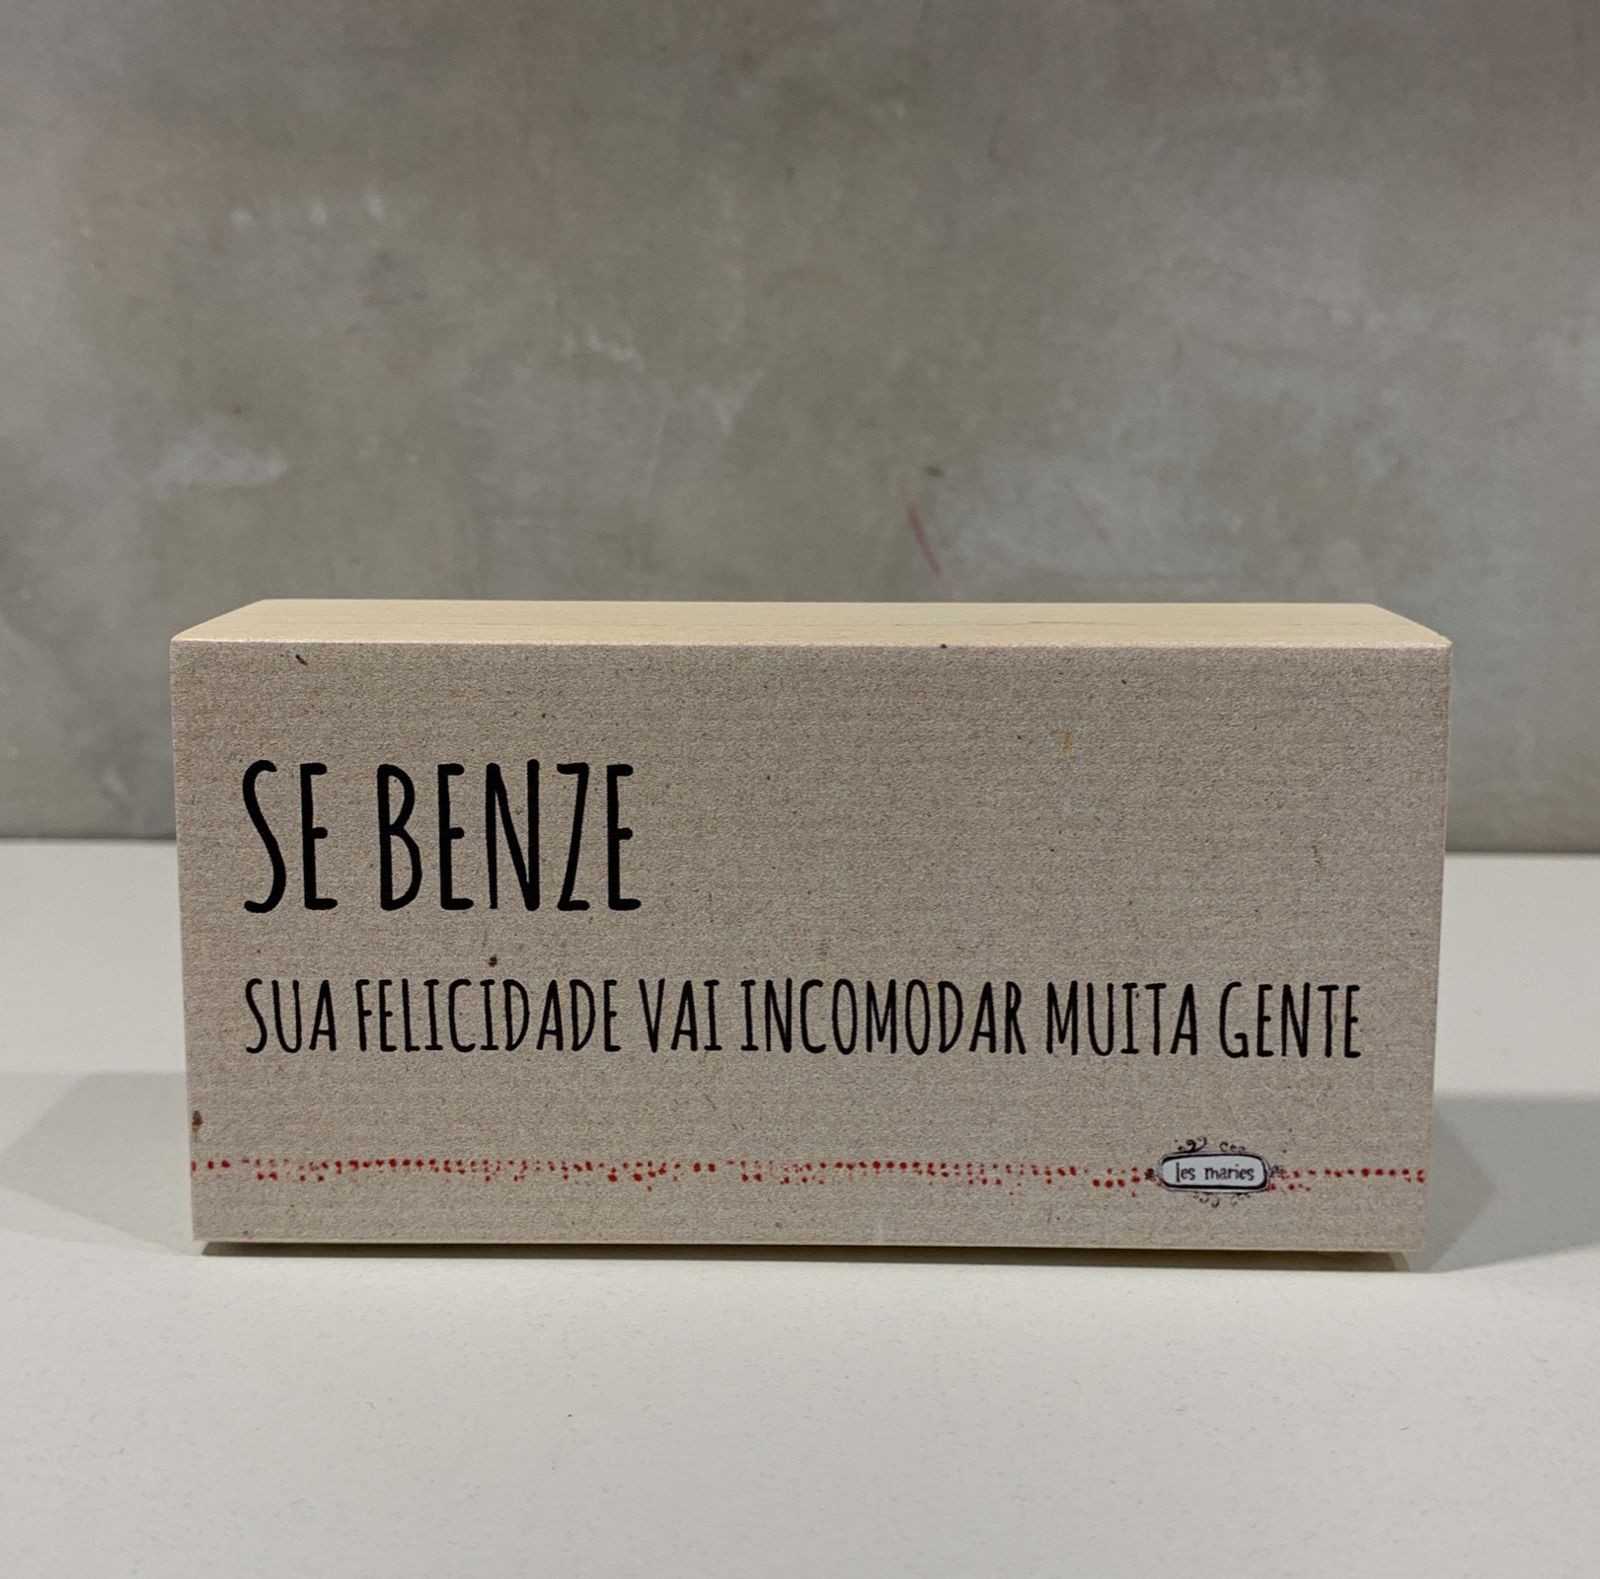 SE BENZE
SUA FELICIDADE VAI INCOMODAR MUITA GENTE
les maries